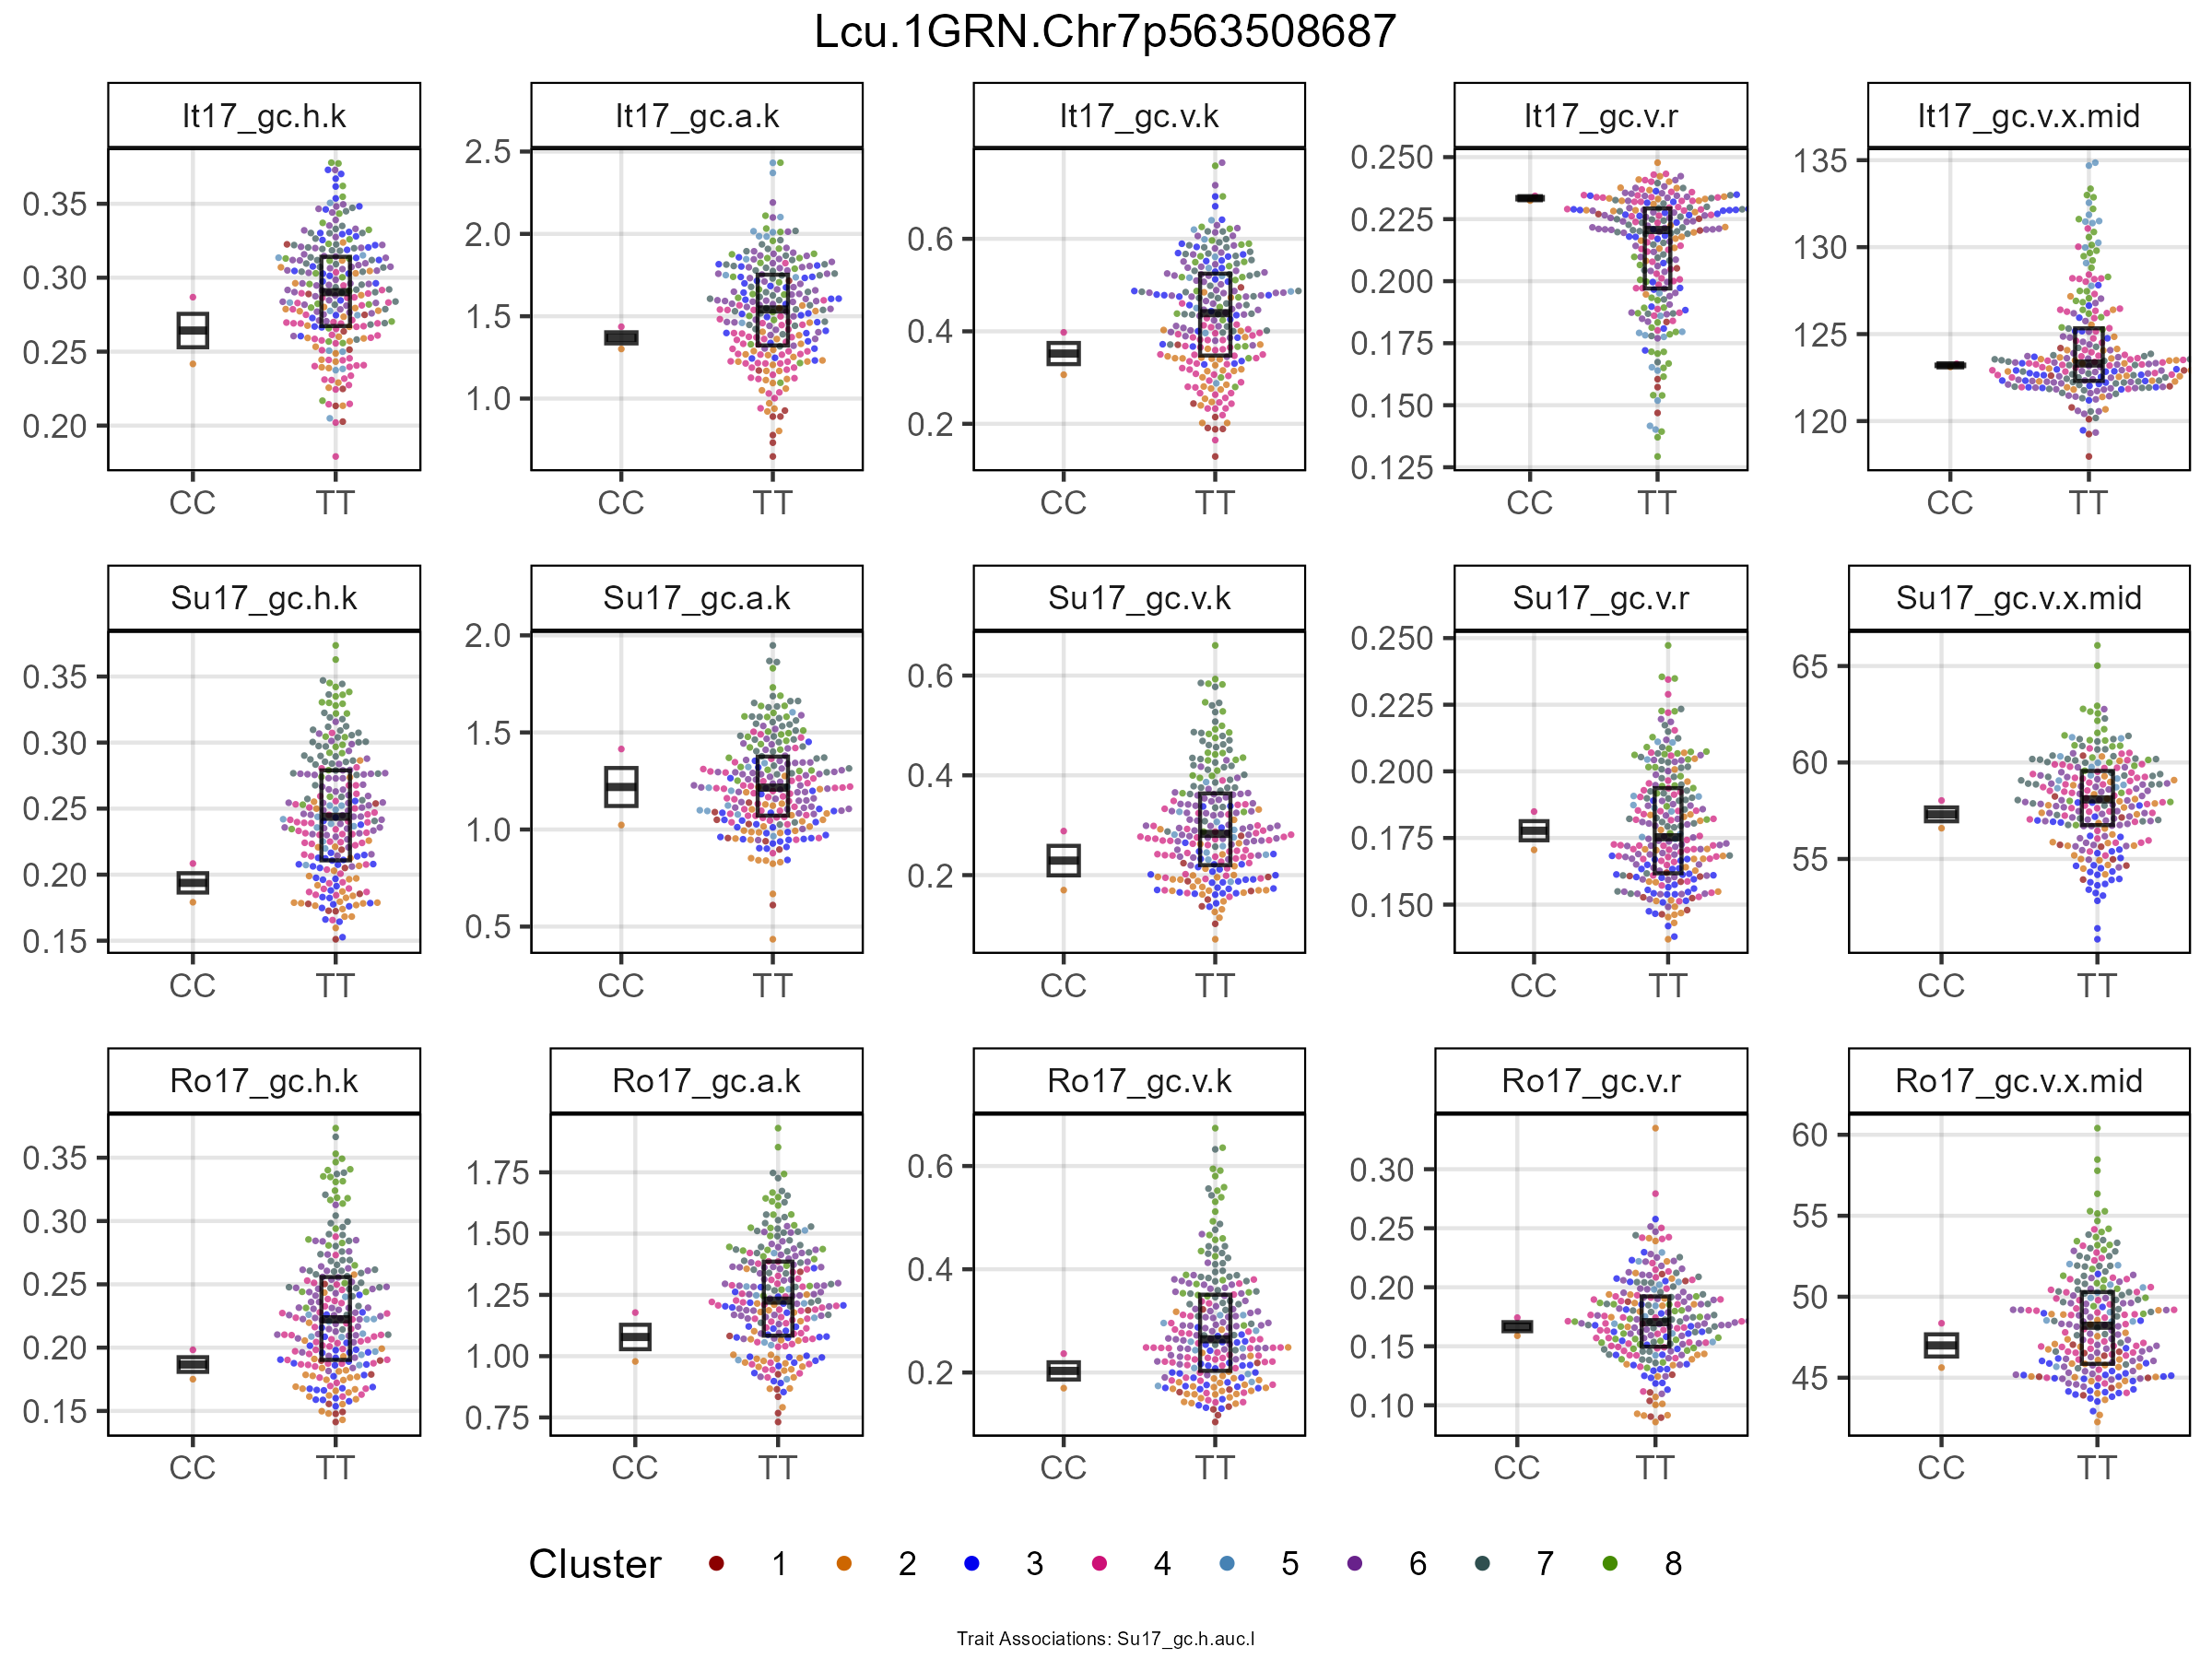 Lcu.1GRN.Chr7p563508687
It17_gc.h.k It17_gc.a.k It17_gc.v.k It17_gc.v.r It17_gc.v.x.mid
0.35 0.30 0.25 0.20
2.5 2.0 1.5 1.0
0.6 0.4 0.2
0.250 0.225 0.200 0.175 0.150 0.125
135 130 125 120
CC TT CC TT CC TT CC TT CC TT
Su17_gc.h.k Su17_gc.a.k Su17_gc.v.k Su17_gc.v.r Su17_gc.v.x.mid
0.35 0.30 0.25 0.20 0.15
2.0 1.5 1.0 0.5
0.6 0.4 0.2
0.250 0.225 0.200 0.175 0.150
65 60 55
CC TT CC TT CC TT CC TT CC TT
Ro17_gc.h.k Ro17_gc.a.k Ro17_gc.v.k Ro17_gc.v.r Ro17_gc.v.x.mid
0.35 0.30 0.25 0.20 0.15
1.75 1.50 1.25 1.00 0.75
0.6 0.4 0.2
0.30 0.25 0.20 0.15 0.10
60 55 50 45
CC TT CC TT CC TT CC TT CC TT
Cluster 1 2 3 4 5 6 7 8
Trait Associations: Su17_gc.h.auc.l